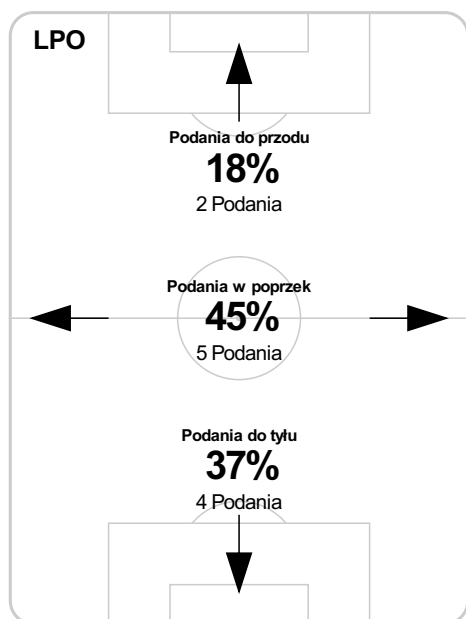 LPO
Podania do przodu
18%
2 Podania
Podania w poprzek
45%
5 Podania
Podania do tyłu
37%
4 Podania